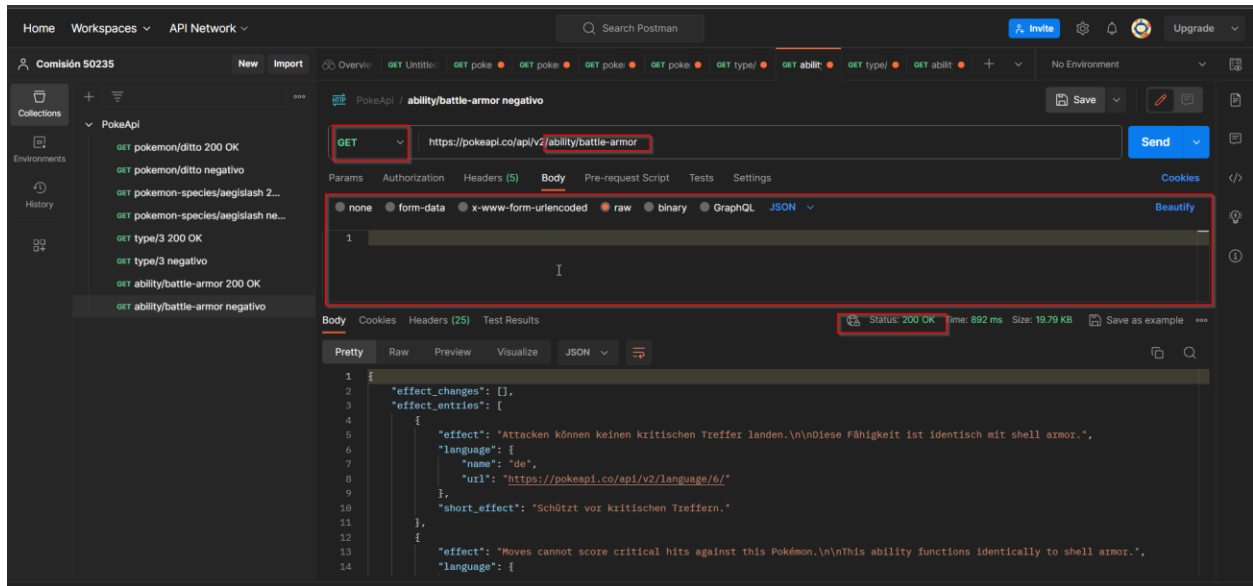 Home Workspaces API Network Search Postman Invite Upgrade
Comisión 50235 New Import Overvie GET Untitled GET poke GET poke GET poke GET poke GET type/ GET ability GET type/ GET abilit No Environment
Collections
Environments
History
PokeApi
GET pokemon/ditto 200 OK
GET pokemon/ditto negativo
GET pokemon-species/aegislash 2...
GET pokemon-species/aegislash ne...
GET type/3 200 OK
GET type/3 negativo
GET ability/battle-armor 200 OK
GET ability/battle-armor negativo
HTTP PokeApi / ability/battle-armor negativo Save
GET https://pokeapi.co/api/v2/ability/battle-armor Send
Params Authorization Headers (5) Body Pre-request Script Tests Settings Cookies
none form-data x-www-form-urlencoded raw binary GraphQL JSON Beautify
1
Body Cookies Headers (25) Test Results Status: 200 OK Time: 892 ms Size: 19.79 KB Save as example
Pretty Raw Preview Visualize JSON
1 {
2 "effect_changes": [],
3 "effect_entries": [
4 {
5 "effect": "Attacken können keinen kritischen Treffer landen.\n\nDiese Fähigkeit ist identisch mit shell armor.",
6 "language": {
7 "name": "de",
8 "url": "https://pokeapi.co/api/v2/language/6/"
9 },
10 "short_effect": "Schützt vor kritischen Treffern."
11 },
12 {
13 "effect": "Moves cannot score critical hits against this Pokémon.\n\nThis ability functions identically to shell armor.",
14 "language": {